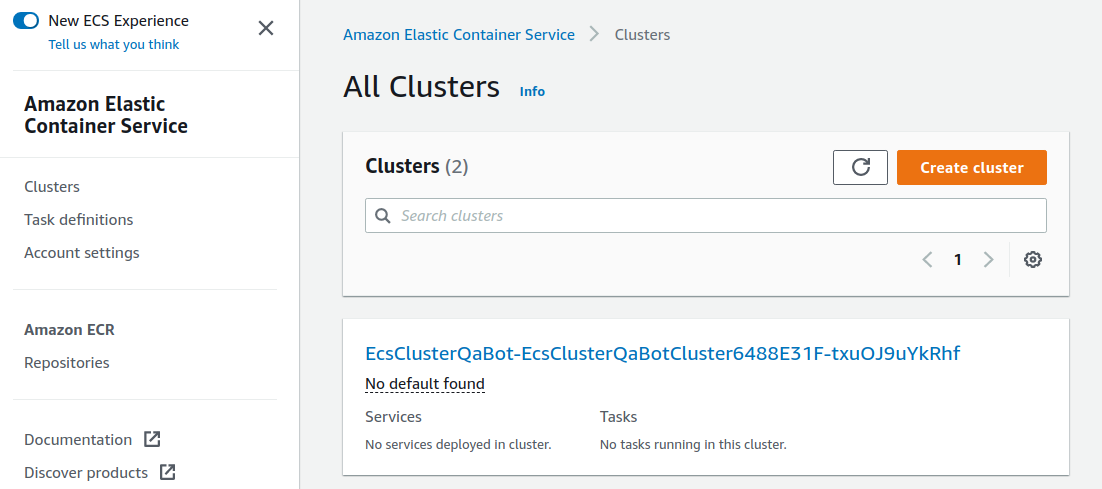 New ECS Experience
Tell us what you think
Amazon Elastic
Container Service
Clusters
Task definitions
Account settings
Amazon ECR
Repositories
Documentation
Discover products
Amazon Elastic Container Service > Clusters
All Clusters Info
Clusters (2)
Create cluster
Search clusters
1
EcsClusterQaBot-EcsClusterQaBotCluster6488E31F-txuOJ9uYkRhf
No default found
Services Tasks
No services deployed in cluster. No tasks running in this cluster.